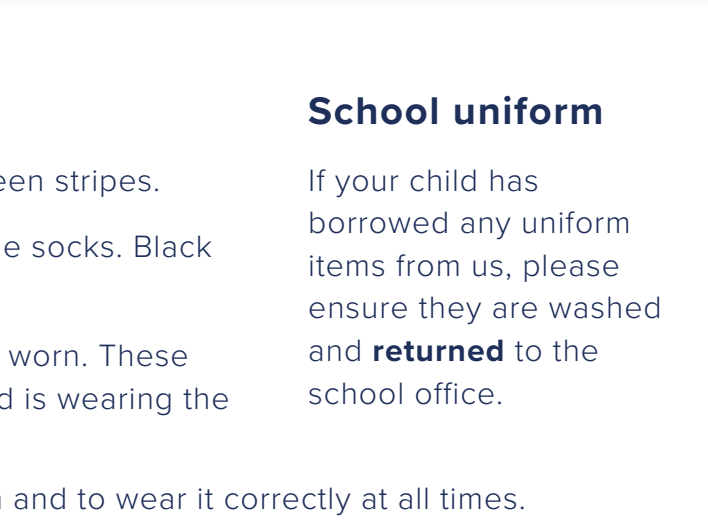 School uniform
stripes.
socks. Black
worn. These
is wearing the
If your child has
borrowed any uniform
items from us, please
ensure they are washed
and returned to the
school office.
and to wear it correctly at all times.